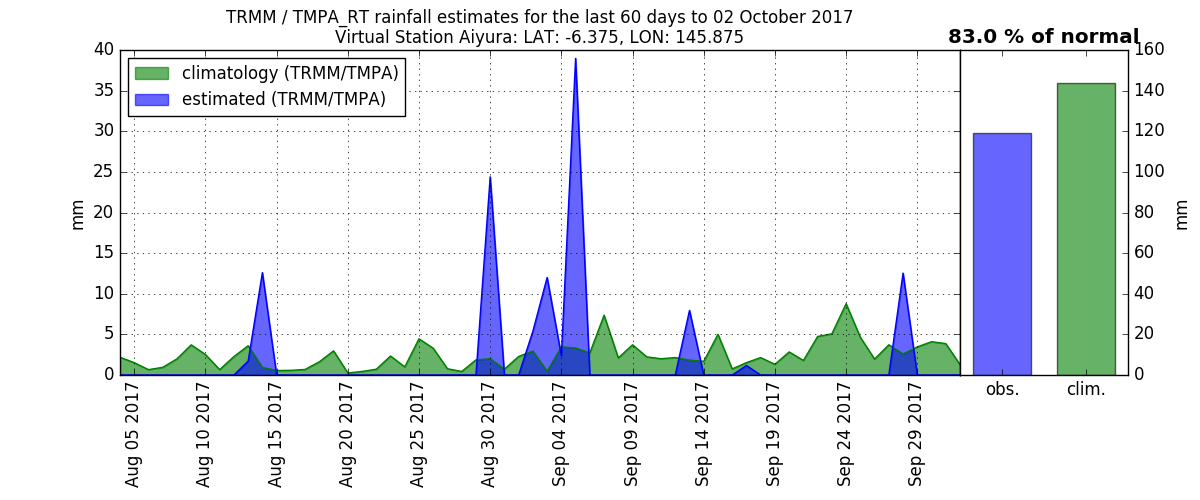 TRMM / TMPA_RT rainfall estimates for the last 60 days to 02 October 2017
Virtual Station Aiyura: LAT: -6.375, LON: 145.875
83.0 % of normal
climatology (TRMM/TMPA)
estimated (TRMM/TMPA)
40
35
30
25
20
15
10
5
0
mm
Aug 05 2017
Aug 10 2017
Aug 15 2017
Aug 20 2017
Aug 25 2017
Aug 30 2017
Sep 04 2017
Sep 09 2017
Sep 14 2017
Sep 19 2017
Sep 24 2017
Sep 29 2017
obs.
clim.
160
140
120
100
80
60
40
20
0
mm